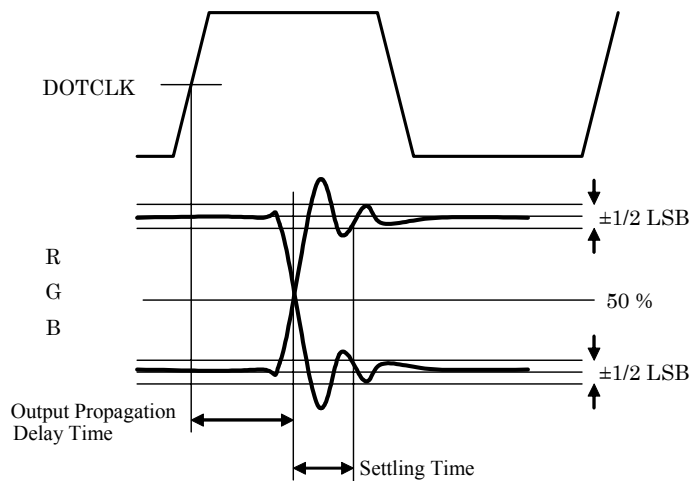 DOTCLK
±1/2 LSB
R
G
B
50 %
±1/2 LSB
Output Propagation
Delay Time
Settling Time